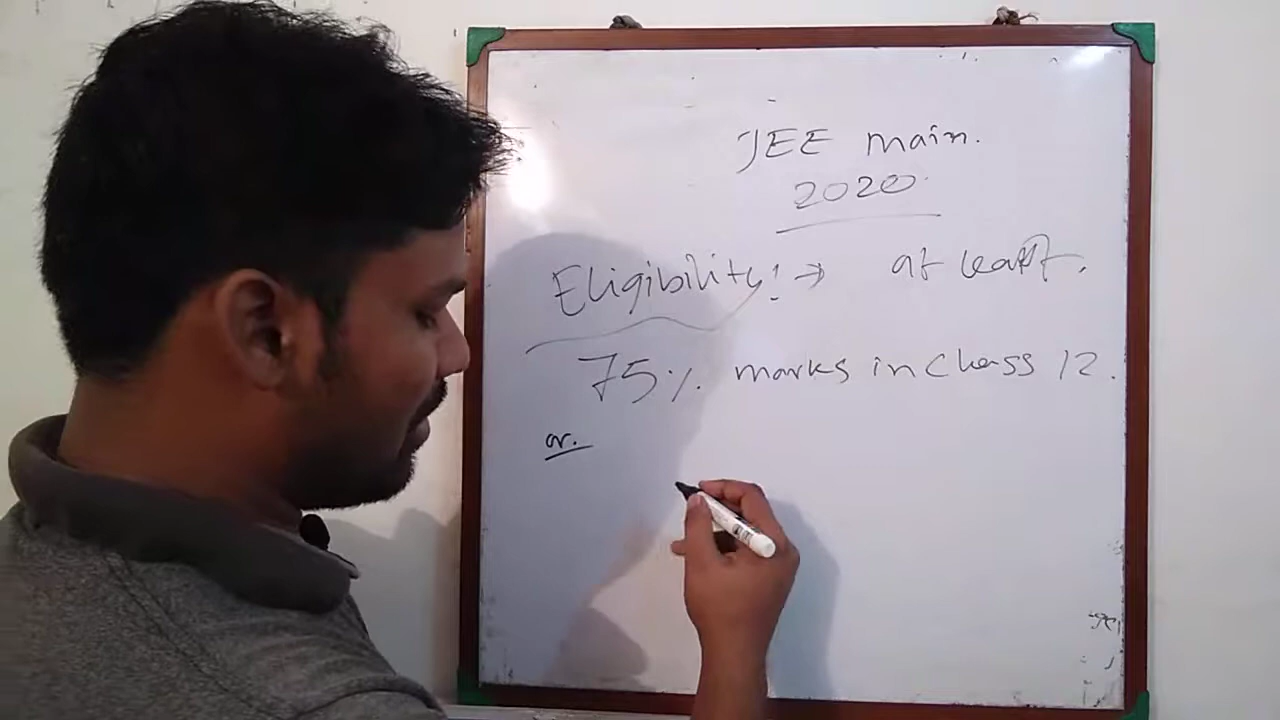 JEE main.
2020.
Eligibility:→ at least.
75% marks in Class 12.
or.